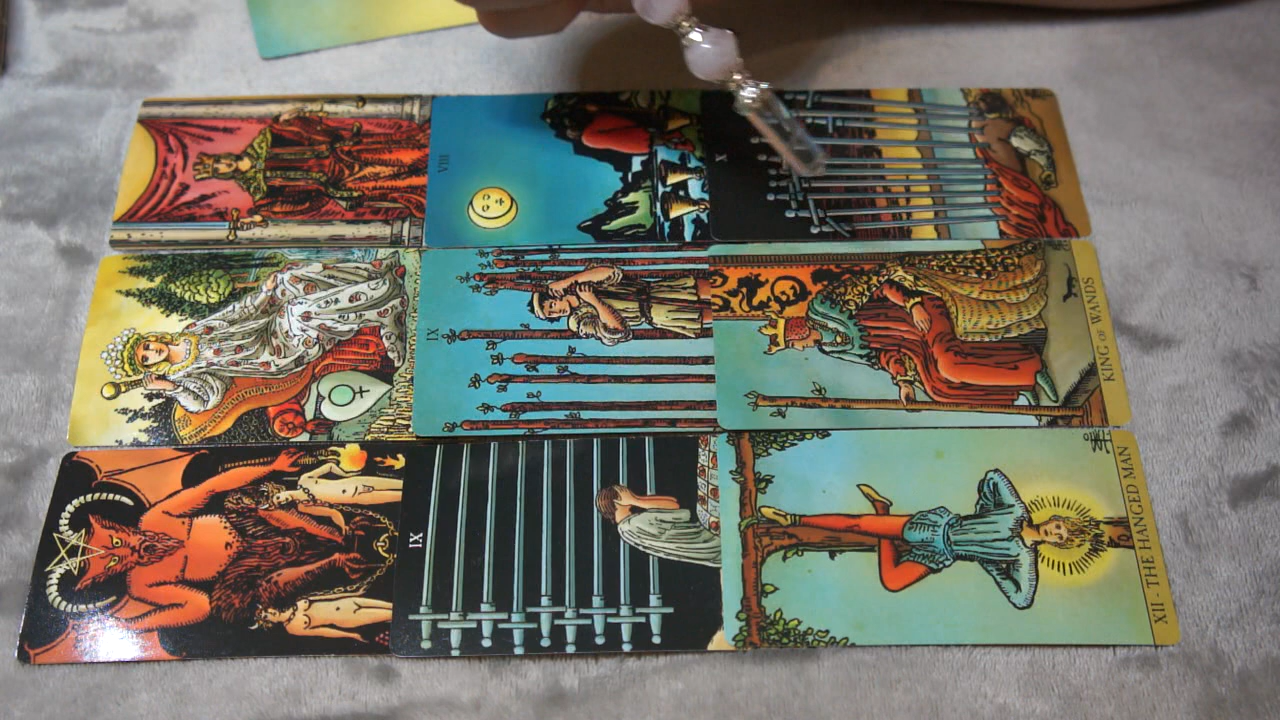 VIII
X
IX
KING OF WANDS
IX
XII - THE HANGED MAN